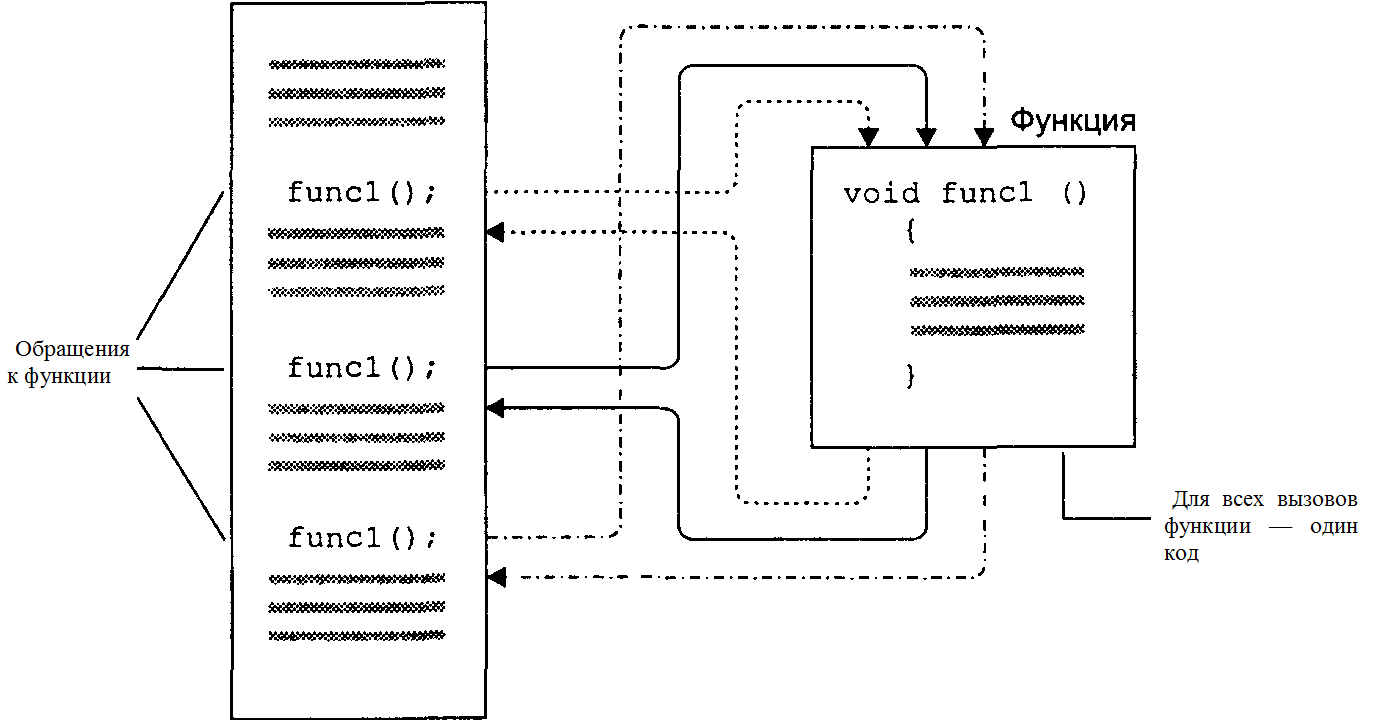 Функция
func1();
void func1 ()
{
Обращения
к функции
func1();
}
Для всех вызовов
функции — один
код
func1();